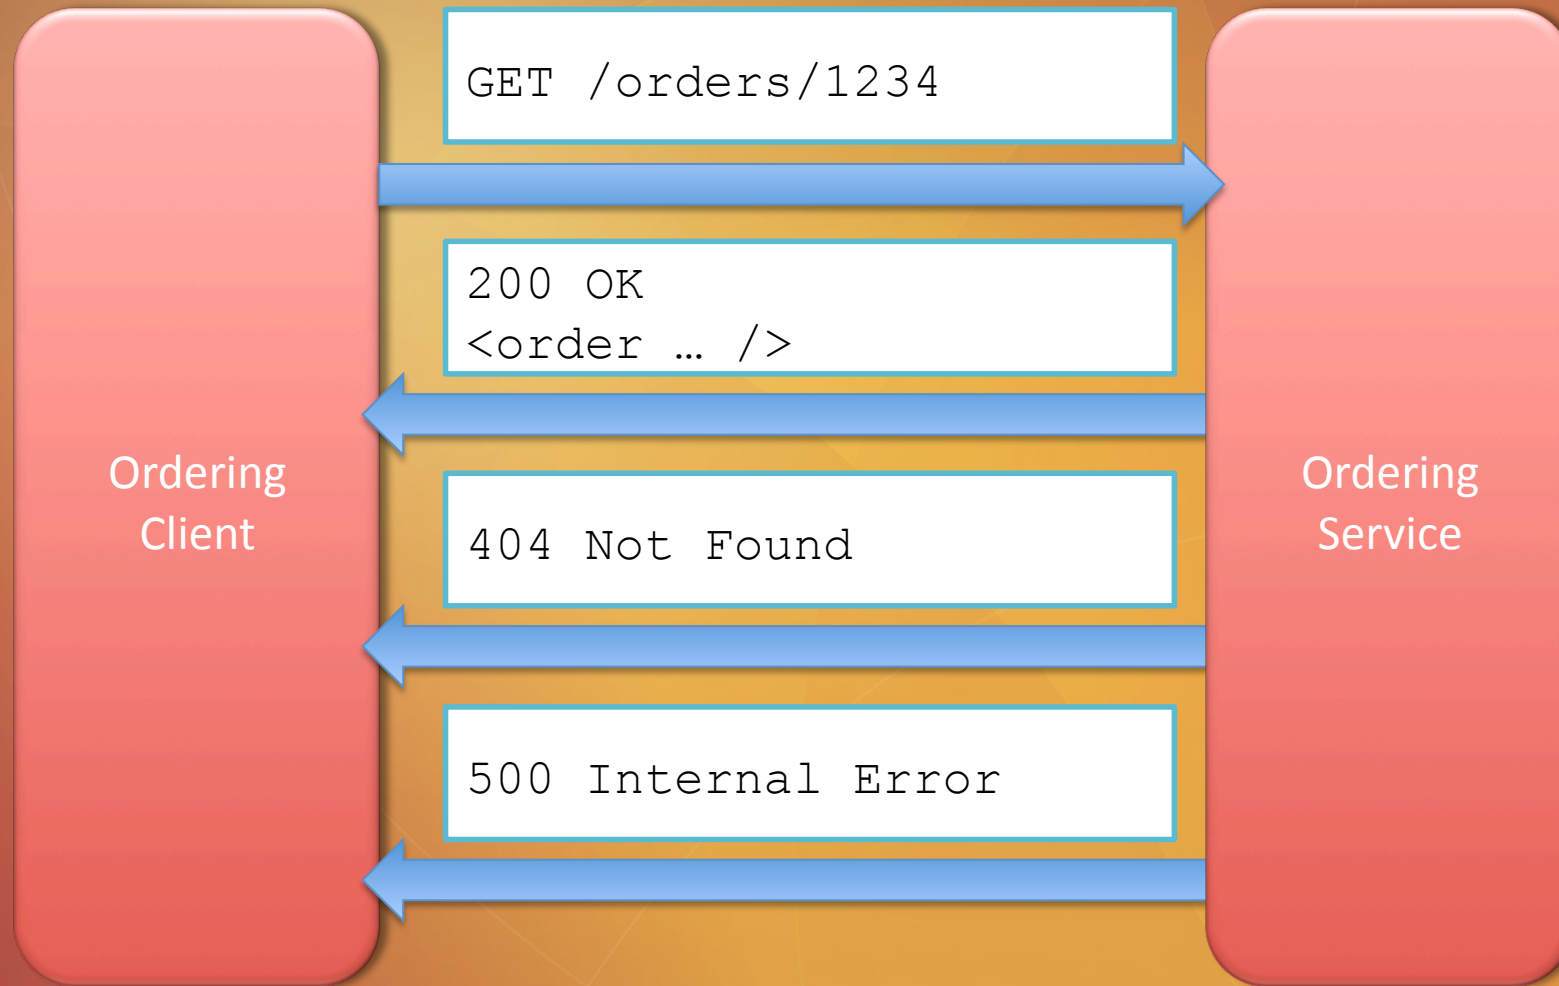 GET /orders/1234
200 OK
<order … />
Ordering
Client
Ordering
Service
404 Not Found
500 Internal Error